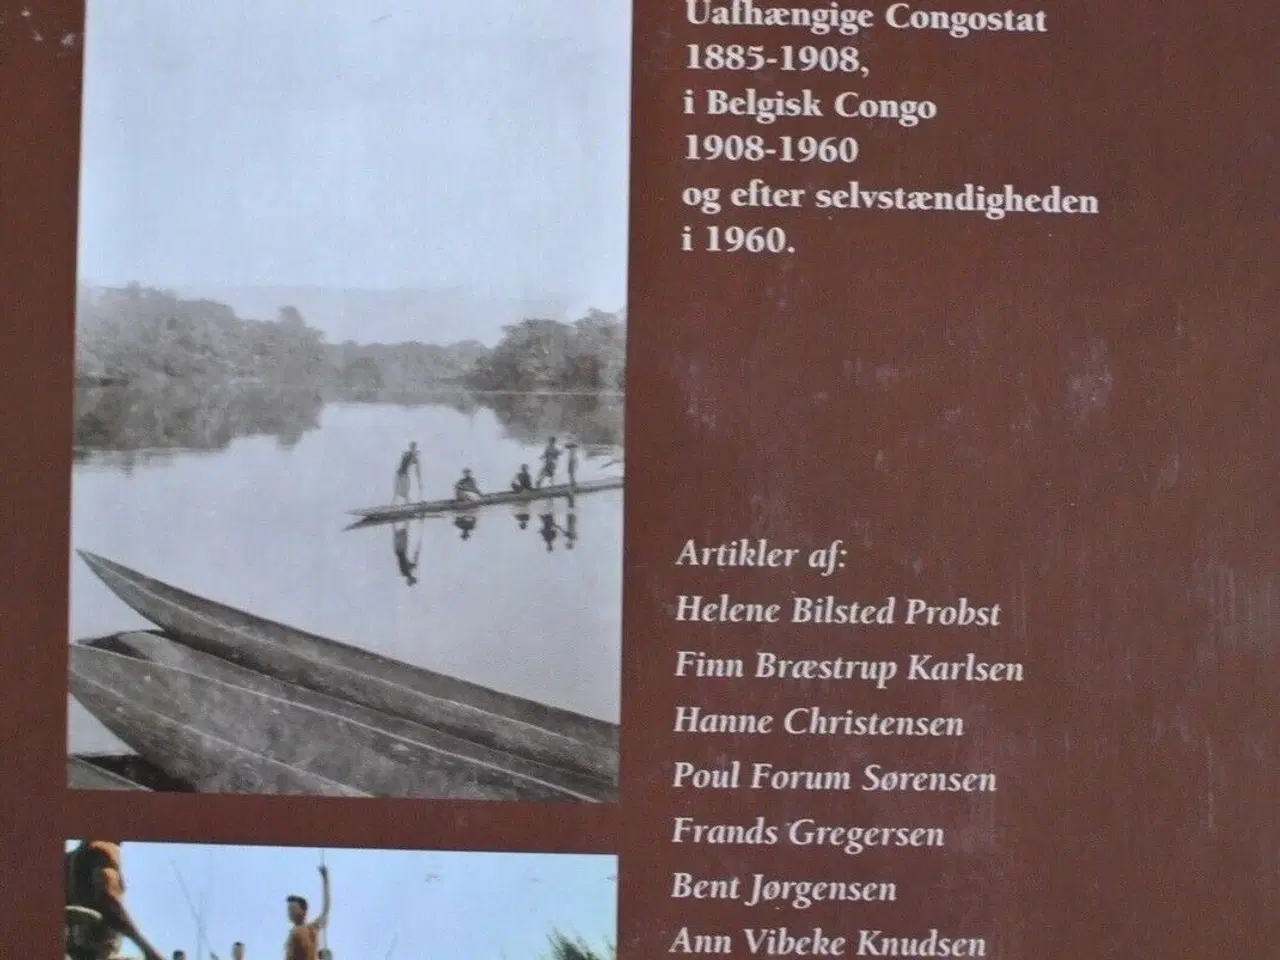 Uafhængige Congostat
1885-1908,
i Belgisk Congo
1908-1960
og efter selvstændigheden
i 1960.
Artikler af:
Helene Bilsted Probst
Finn Bræstrup Karlsen
Hanne Christensen
Poul Forum Sørensen
Frands Gregersen
Bent Jørgensen
Ann Vibeke Knudsen